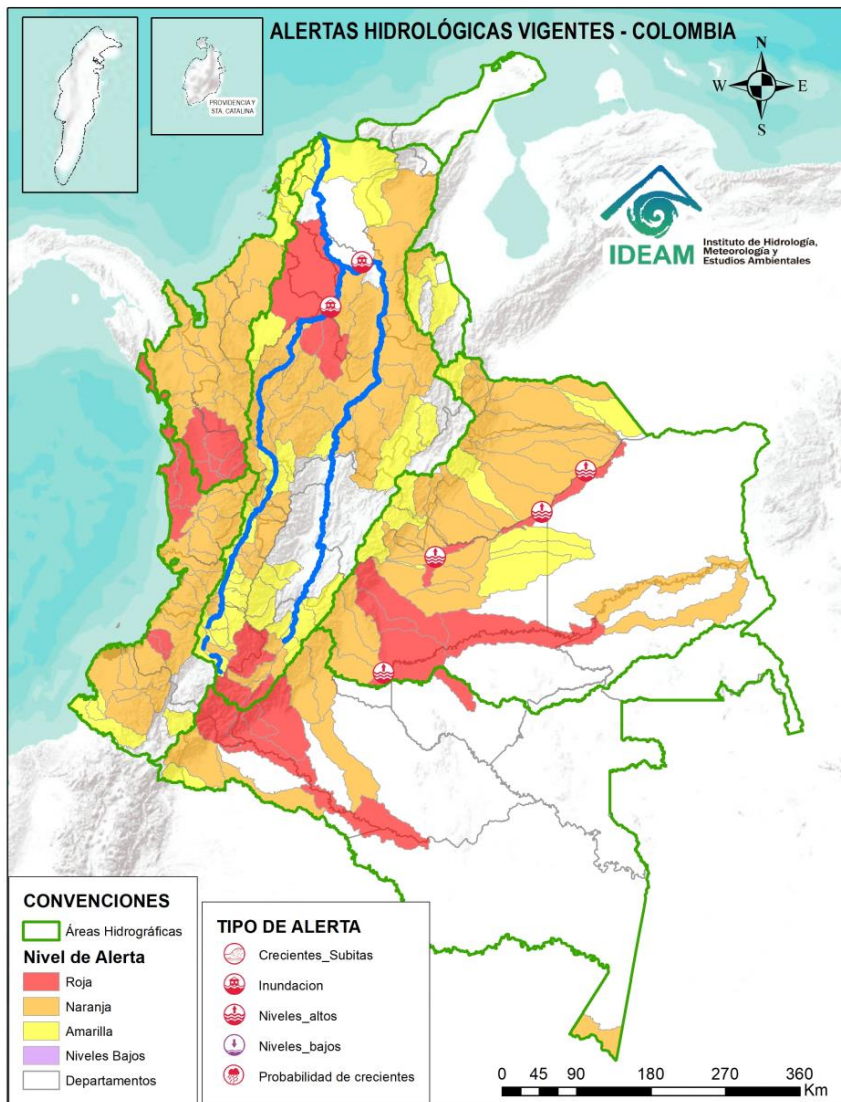 ALERTAS HIDROLÓGICAS VIGENTES - COLOMBIA
PROVIDENCIA Y
STA. CATALINA
N
W
E
S
IDEAM
Instituto de Hidrología,
Meteorología y
Estudios Ambientales
CONVENCIONES
Áreas Hidrográficas
Nivel de Alerta
Roja
Naranja
Amarilla
Niveles Bajos
Departamentos
TIPO DE ALERTA
Crecientes_Subitas
Inundacion
Niveles_altos
Niveles_bajos
Probabilidad de crecientes
0 45 90 180 270 360
Km